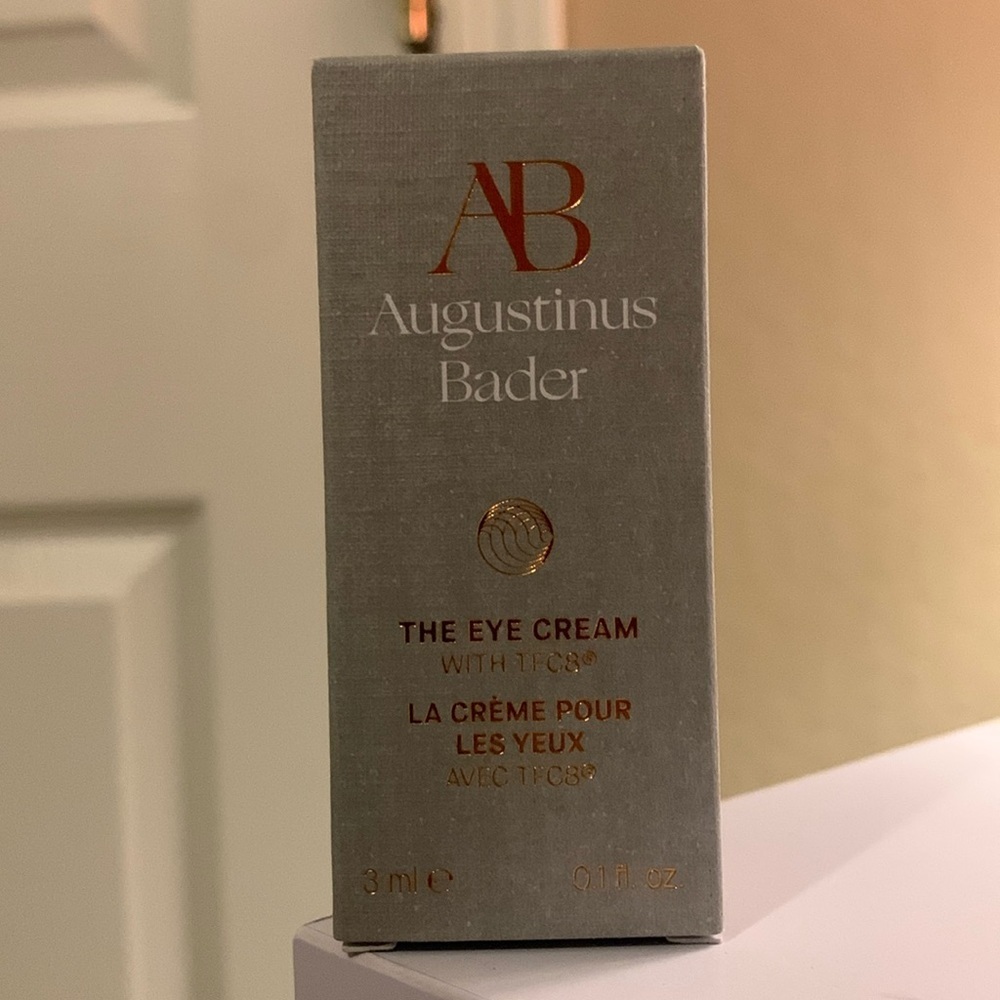 AB
Augustinus
Bader
THE EYE CREAM
WITH TFC8®
LA CRÈME POUR
LES YEUX
AVEC TFC8®
3 ml ℮ 0.1 fl. oz.